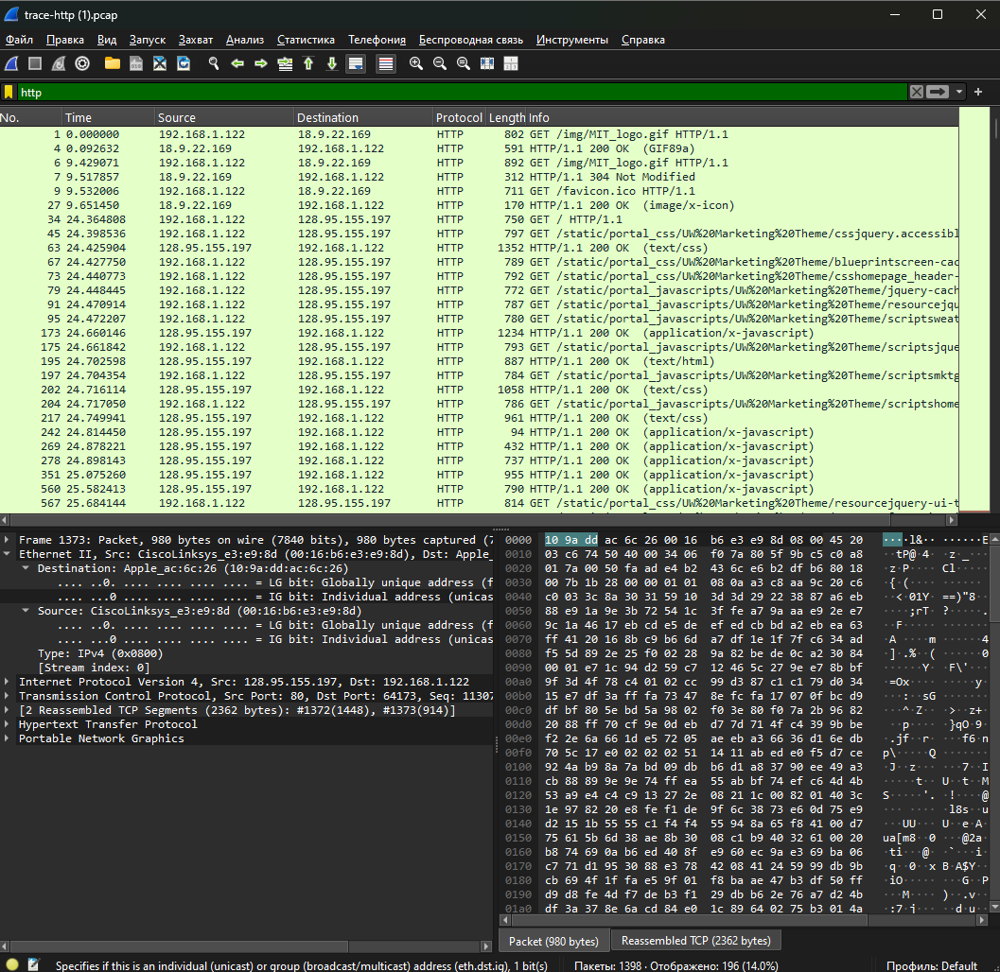 trace-http (1).pcap
Файл Правка Вид Запуск Захват Анализ Статистика Телефония Беспроводная связь Инструменты Справка
http
No. Time Source Destination Protocol Length Info
1 0.000000 192.168.1.122 18.9.22.169 HTTP 802 GET /img/MIT_logo.gif HTTP/1.1
4 0.092632 18.9.22.169 192.168.1.122 HTTP 591 HTTP/1.1 200 OK (GIF89a)
6 9.429071 192.168.1.122 18.9.22.169 HTTP 892 GET /img/MIT_logo.gif HTTP/1.1
7 9.517857 18.9.22.169 192.168.1.122 HTTP 312 HTTP/1.1 304 Not Modified
9 9.532006 192.168.1.122 18.9.22.169 HTTP 711 GET /favicon.ico HTTP/1.1
27 9.651450 18.9.22.169 192.168.1.122 HTTP 170 HTTP/1.1 200 OK (image/x-icon)
34 24.364808 192.168.1.122 128.95.155.197 HTTP 750 GET / HTTP/1.1
45 24.398536 192.168.1.122 128.95.155.197 HTTP 797 GET /static/portal_css/UW%20Marketing%20Theme/cssjquery.accessibl
63 24.425904 128.95.155.197 192.168.1.122 HTTP 1352 HTTP/1.1 200 OK (text/css)
67 24.427750 192.168.1.122 128.95.155.197 HTTP 789 GET /static/portal_css/UW%20Marketing%20Theme/blueprintscreen-cac
73 24.440773 192.168.1.122 128.95.155.197 HTTP 792 GET /static/portal_css/UW%20Marketing%20Theme/csshomepage_header-
79 24.448445 192.168.1.122 128.95.155.197 HTTP 772 GET /static/portal_javascripts/UW%20Marketing%20Theme/jquery-cach
91 24.470914 192.168.1.122 128.95.155.197 HTTP 787 GET /static/portal_javascripts/UW%20Marketing%20Theme/resourcejqu
95 24.472207 192.168.1.122 128.95.155.197 HTTP 780 GET /static/portal_javascripts/UW%20Marketing%20Theme/scriptsweat
173 24.660146 128.95.155.197 192.168.1.122 HTTP 1234 HTTP/1.1 200 OK (application/x-javascript)
175 24.661842 192.168.1.122 128.95.155.197 HTTP 793 GET /static/portal_javascripts/UW%20Marketing%20Theme/scriptsjque
195 24.702598 128.95.155.197 192.168.1.122 HTTP 887 HTTP/1.1 200 OK (text/html)
197 24.704354 192.168.1.122 128.95.155.197 HTTP 784 GET /static/portal_javascripts/UW%20Marketing%20Theme/scriptsmktg
202 24.716114 128.95.155.197 192.168.1.122 HTTP 1058 HTTP/1.1 200 OK (text/css)
204 24.717050 192.168.1.122 128.95.155.197 HTTP 786 GET /static/portal_javascripts/UW%20Marketing%20Theme/scriptshome
217 24.749941 128.95.155.197 192.168.1.122 HTTP 961 HTTP/1.1 200 OK (text/css)
242 24.814450 128.95.155.197 192.168.1.122 HTTP 94 HTTP/1.1 200 OK (application/x-javascript)
269 24.878221 128.95.155.197 192.168.1.122 HTTP 432 HTTP/1.1 200 OK (application/x-javascript)
278 24.898143 128.95.155.197 192.168.1.122 HTTP 737 HTTP/1.1 200 OK (application/x-javascript)
351 25.075260 128.95.155.197 192.168.1.122 HTTP 955 HTTP/1.1 200 OK (application/x-javascript)
560 25.582413 128.95.155.197 192.168.1.122 HTTP 790 HTTP/1.1 200 OK (application/x-javascript)
567 25.684144 192.168.1.122 128.95.155.197 HTTP 814 GET /static/portal_javascripts/UW%20Marketing%20Theme/resourcejquery-ui-t
Frame 1373: Packet, 980 bytes on wire (7840 bits), 980 bytes captured (7
Ethernet II, Src: CiscoLinksys_e3:e9:8d (00:16:b6:e3:e9:8d), Dst: Apple_
Destination: Apple_ac:6c:26 (10:9a:dd:ac:6c:26)
.... ..0. .... .... .... .... = LG bit: Globally unique address (f
.... ...0 .... .... .... .... = IG bit: Individual address (unicas
Source: CiscoLinksys_e3:e9:8d (00:16:b6:e3:e9:8d)
.... ..0. .... .... .... .... = LG bit: Globally unique address (f
.... ...0 .... .... .... .... = IG bit: Individual address (unicas
Type: IPv4 (0x0800)
[Stream index: 0]
Internet Protocol Version 4, Src: 128.95.155.197, Dst: 192.168.1.122
Transmission Control Protocol, Src Port: 80, Dst Port: 64173, Seq: 11307
[2 Reassembled TCP Segments (2362 bytes): #1372(1448), #1373(914)]
Hypertext Transfer Protocol
Portable Network Graphics
0000 10 9a dd ac 6c 26 00 16 b6 e3 e9 8d 08 00 45 20
0010 03 c6 74 50 40 00 34 06 f0 7a 80 5f 9b c5 c0 a8
0020 01 7a 00 50 fa ad e4 b2 43 6c e6 b2 df b6 80 18
0030 00 7b 1b 28 00 00 01 01 08 0a a3 c8 aa 9c 20 c6
0040 c0 03 3c 8a 30 31 59 10 3d 3d 29 22 38 87 a6 eb
0050 88 e9 1a 9e 3b 72 54 1c 3f fe a7 9a aa e9 2e e7
0060 9c 1a 46 17 eb cd e5 de ef ed cb bd a2 eb ea 63
0070 ff 41 20 16 8b c9 b6 6d a7 df 1e 1f 7f c6 34 ad
0080 f5 5d 89 2e 25 f0 02 28 9a 82 be de 0c a2 30 84
0090 00 01 e7 1c 94 d2 59 c7 12 46 5c 27 9e e7 8b bf
00a0 9f 3d 4f 78 c4 01 02 cc 99 d3 87 c1 c1 79 d0 34
00b0 15 e7 df 3a ff fa 73 47 8e fc fa 17 07 0f bc d9
00c0 df bf 80 5e bd 5a 98 02 f0 3e 80 f0 7a 2b 96 82
00d0 20 88 ff 70 cf 9e 0d eb d7 7d 71 4f c4 39 9b be
00e0 f2 2e 6a 66 1d e5 72 05 ae eb a3 66 36 d1 6e db
00f0 70 5c 17 e0 02 02 02 51 14 11 ab ed e0 f5 d7 ce
0100 92 4a b9 8a 7a bd 09 db b6 d1 a8 37 90 ee 49 a3
0110 cb 88 89 9e 9e 74 ff ea 55 ab bf 74 ef c6 4d 4b
0120 53 a9 e4 c4 c9 13 27 2e 08 21 1c 00 82 01 40 3c
0130 1e 97 82 20 e8 fe f1 de 9f 6c 38 73 e6 0d 75 e9
0140 d2 15 1b 55 55 c1 f4 f4 55 94 8a 65 f8 41 00 d7
0150 75 61 5b 6d 38 ae 8b 30 08 c1 b9 40 32 61 00 20
0160 b8 74 69 0a b6 ed 40 8f e9 60 ec 9a e3 69 ba 06
0170 c7 71 d1 95 30 88 e3 78 42 08 41 24 59 99 db 9b
0180 cb 69 4f 1f fa e5 9f 01 f8 ba ae 47 b3 df 50 ff
0190 d9 d8 fe 4d f7 de b3 f1 29 db b6 2e 76 a7 d2 4b
01a0 df 3a 37 8e 6a cd 84 e0 1c 89 64 02 75 b3 01 4a
Packet (980 bytes) Reassembled TCP (2362 bytes)
Specifies if this is an individual (unicast) or group (broadcast/multicast) address (eth.dst.ig), 1 bit(s) Пакеты: 1398 · Отображено: 196 (14.0%) Профиль: Default